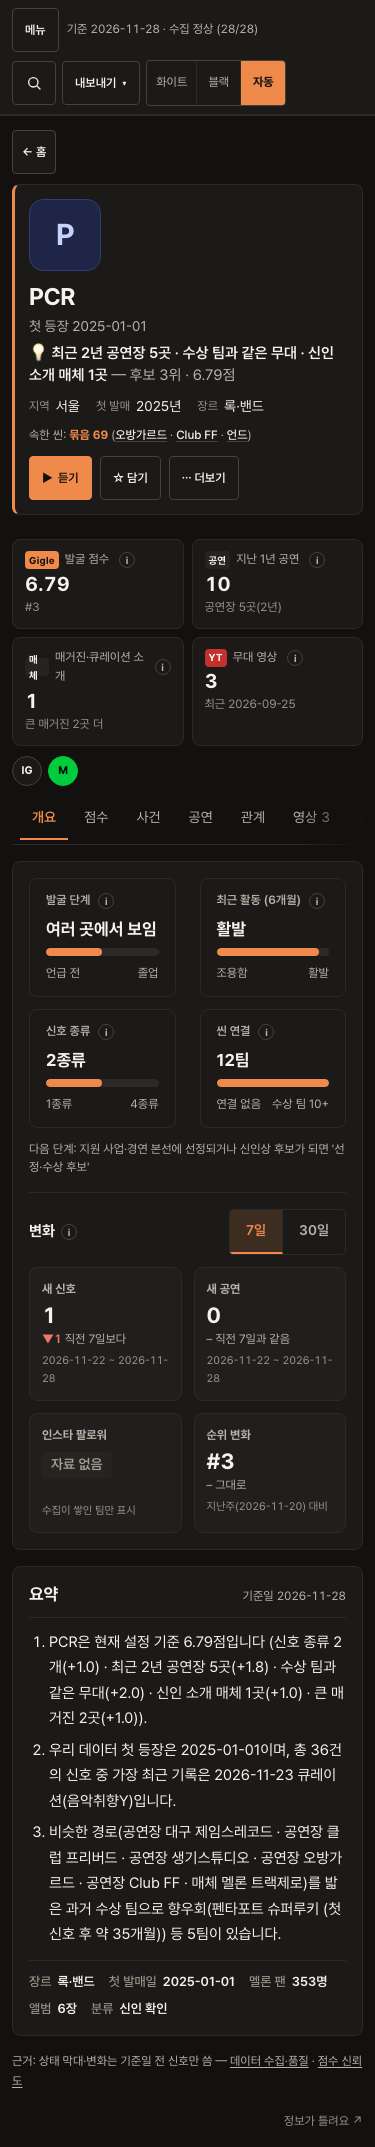 메뉴 기준 2026-11-28 · 수집 정상 (28/28)
내보내기 ▾ 화이트 블랙 자동
← 홈
P
PCR
첫 등장 2025-01-01
💡 최근 2년 공연장 5곳 · 수상 팀과 같은 무대 · 신인
소개 매체 1곳 — 후보 3위 · 6.79점
지역 서울 첫 발매 2025년 장르 록·밴드
속한 씬: 묶음 69 (오방가르드 · Club FF · 언드)
▶ 듣기 ☆ 담기 ··· 더보기
Gigle 발굴 점수 i
6.79
#3
공연 지난 1년 공연 i
10
공연장 5곳(2년)
매
체
매거진·큐레이션 소
개 i
1
큰 매거진 2곳 더
YT 무대 영상 i
3
최근 2026-09-25
IG M
개요 점수 사건 공연 관계 영상 3
발굴 단계 i
여러 곳에서 보임
언급 전 졸업
최근 활동 (6개월) i
활발
조용함 활발
신호 종류 i
2종류
1종류 4종류
씬 연결 i
12팀
연결 없음 수상 팀 10+
다음 단계: 지원 사업·경연 본선에 선정되거나 신인상 후보가 되면 '선
정·수상 후보'
변화 i 7일 30일
새 신호
1
▼1 직전 7일보다
2026-11-22 ~ 2026-11-
28
새 공연
0
– 직전 7일과 같음
2026-11-22 ~ 2026-11-
28
인스타 팔로워
자료 없음
수집이 쌓인 팀만 표시
순위 변화
#3
– 그대로
지난주(2026-11-20) 대비
요약 기준일 2026-11-28
1. PCR은 현재 설정 기준 6.79점입니다 (신호 종류 2
개(+1.0) · 최근 2년 공연장 5곳(+1.8) · 수상 팀과
같은 무대(+2.0) · 신인 소개 매체 1곳(+1.0) · 큰 매
거진 2곳(+1.0)).
2. 우리 데이터 첫 등장은 2025-01-01이며, 총 36건
의 신호 중 가장 최근 기록은 2026-11-23 큐레이
션(음악취향Y)입니다.
3. 비슷한 경로(공연장 대구 제임스레코드 · 공연장 클
럽 프리버드 · 공연장 생기스튜디오 · 공연장 오방가
르드 · 공연장 Club FF · 매체 멜론 트랙제로)를 밟
은 과거 수상 팀으로 향우회(펜타포트 슈퍼루키 (첫
신호 후 약 35개월)) 등 5팀이 있습니다.
장르 록·밴드 첫 발매일 2025-01-01 멜론 팬 353명
앨범 6장 분류 신인 확인
근거: 상태 막대·변화는 기준일 전 신호만 씀 — 데이터 수집·품질 · 점수 신뢰
도
정보가 틀려요 ↗